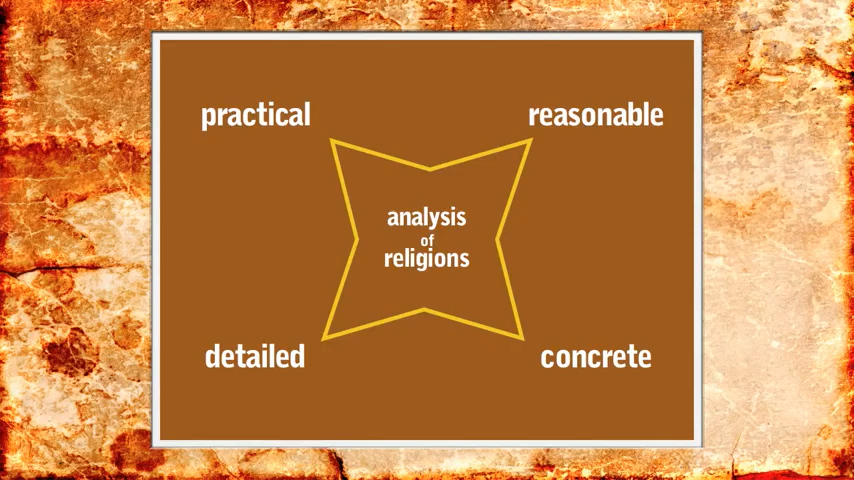 practical
reasonable
analysis
of
religions
detailed
concrete